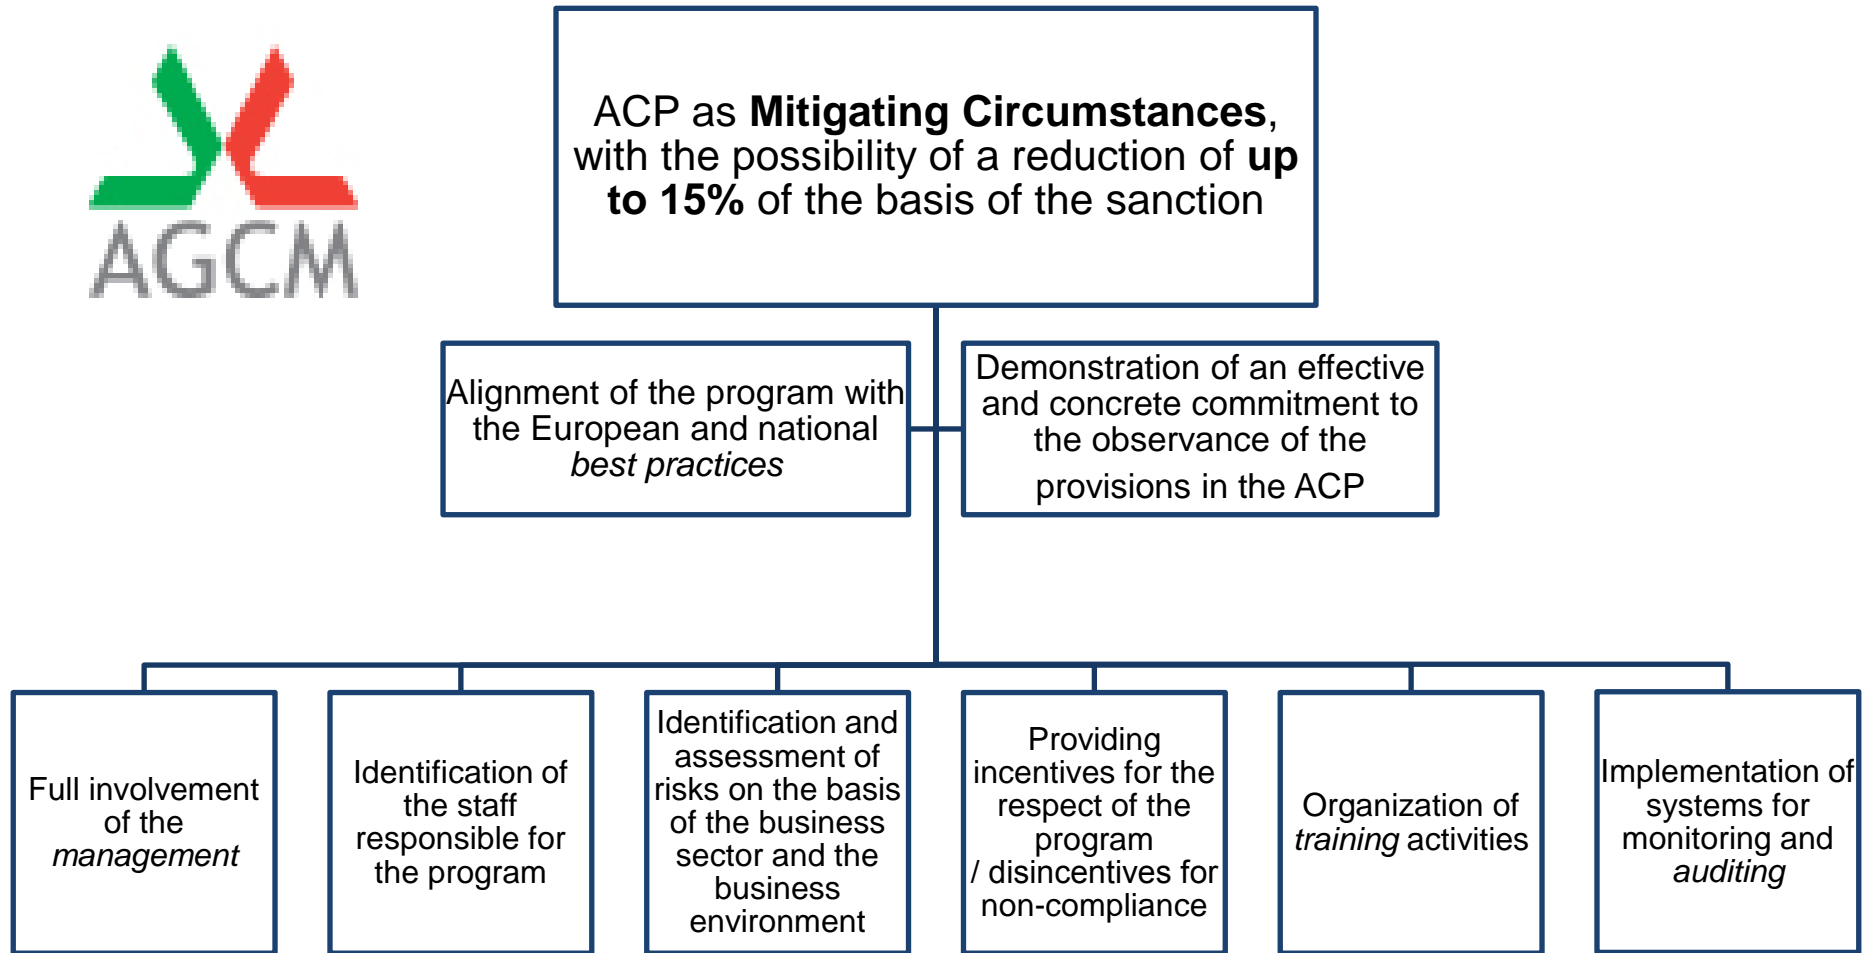 AGCM
ACP as Mitigating Circumstances,
with the possibility of a reduction of up
to 15% of the basis of the sanction
Alignment of the program with
the European and national
best practices
Demonstration of an effective
and concrete commitment to
the observance of the
provisions in the ACP
Full involvement
of the
management
Identification of
the staff
responsible for
the program
Identification and
assessment of
risks on the basis
of the business
sector and the
business
environment
Providing
incentives for the
respect of the
program
/ disincentives for
non-compliance
Organization of
training activities
Implementation of
systems for
monitoring and
auditing